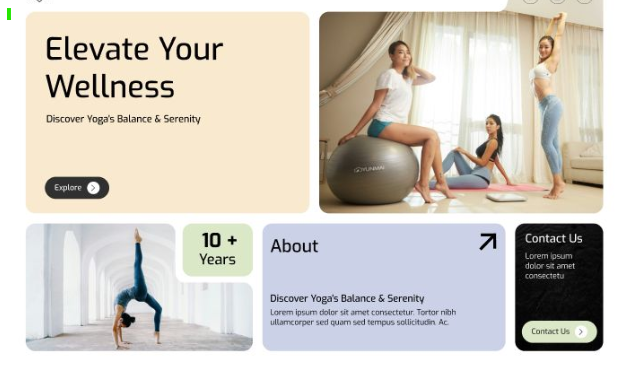 Elevate Your
Wellness
Discover Yoga's Balance & Serenity
Explore
10 +
Years
About
Discover Yoga's Balance & Serenity
Lorem ipsum dolor sit amet consectetur. Tortor nibh
ullamcorper sed quam sed tempus sollicitudin. Ac.
Contact Us
Lorem ipsum
dolor sit amet
consectetu
Contact Us